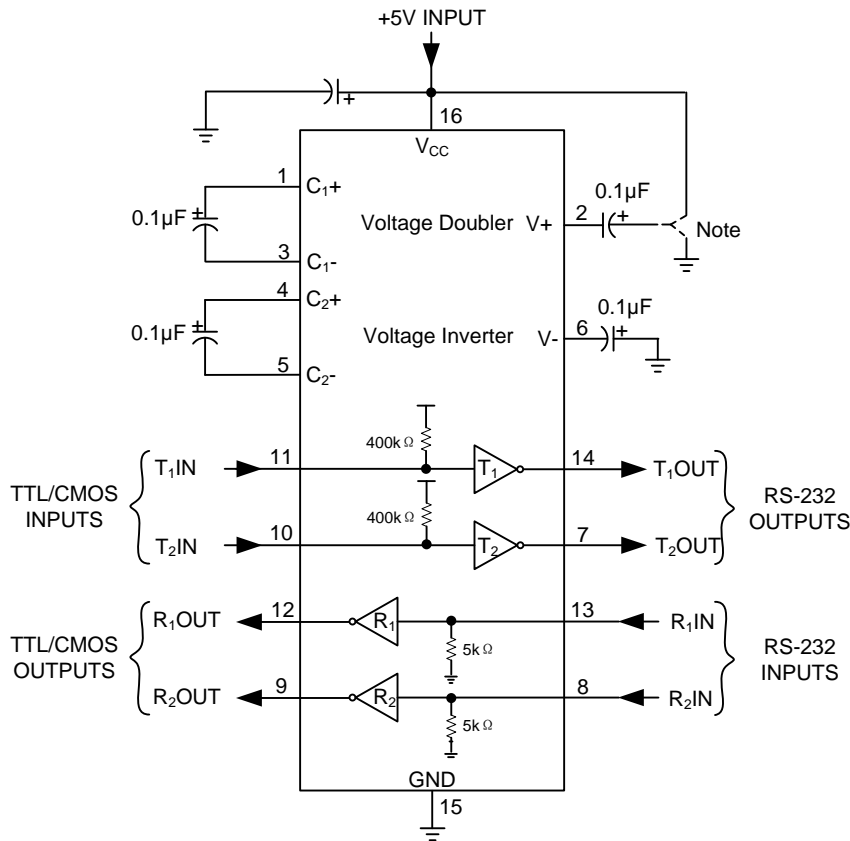 +5V INPUT
16
V_CC
1
C₁+
0.1μF
Voltage Doubler
V+
2
0.1μF
Note
3
C₁-
4
C₂+
0.1μF
Voltage Inverter
V-
6
0.1μF
5
C₂-
400kΩ
TTL/CMOS
INPUTS
T₁IN
11
T₁
14
T₁OUT
RS-232
OUTPUTS
400kΩ
T₂IN
10
T₂
7
T₂OUT
TTL/CMOS
OUTPUTS
R₁OUT
12
R₁
13
R₁IN
RS-232
INPUTS
5kΩ
R₂OUT
9
R₂
8
R₂IN
5kΩ
GND
15